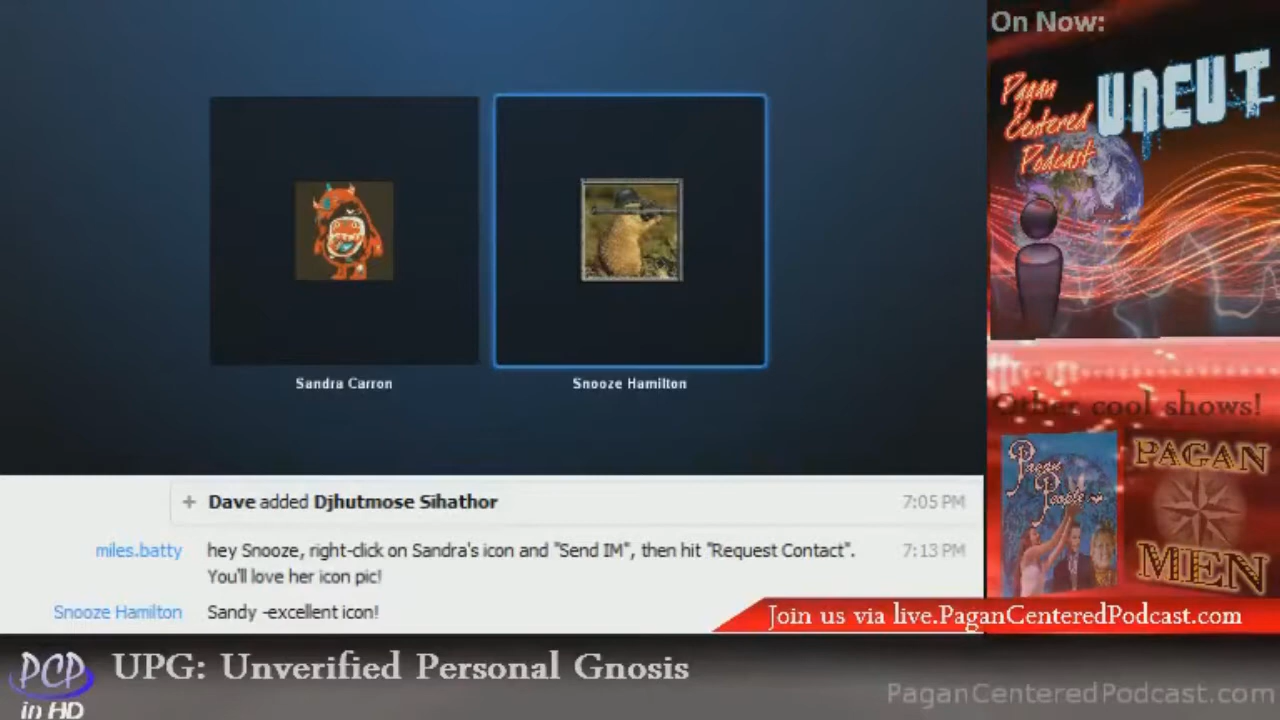 On Now:
Pagan
Centered
Podcast
UNCUT
Sandra Carron
Snooze Hamilton
Other cool shows!
Pagan
People
PAGAN
MEN
+ Dave added Djhutmose Sihathor 7:05 PM
miles.batty hey Snooze, right-click on Sandra's icon and "Send IM", then hit "Request Contact". 7:13 PM
You'll love her icon pic!
Snooze Hamilton Sandy -excellent icon!
Join us via live.PaganCenteredPodcast.com
PCP
in HD
UPG: Unverified Personal Gnosis
PaganCenteredPodcast.com